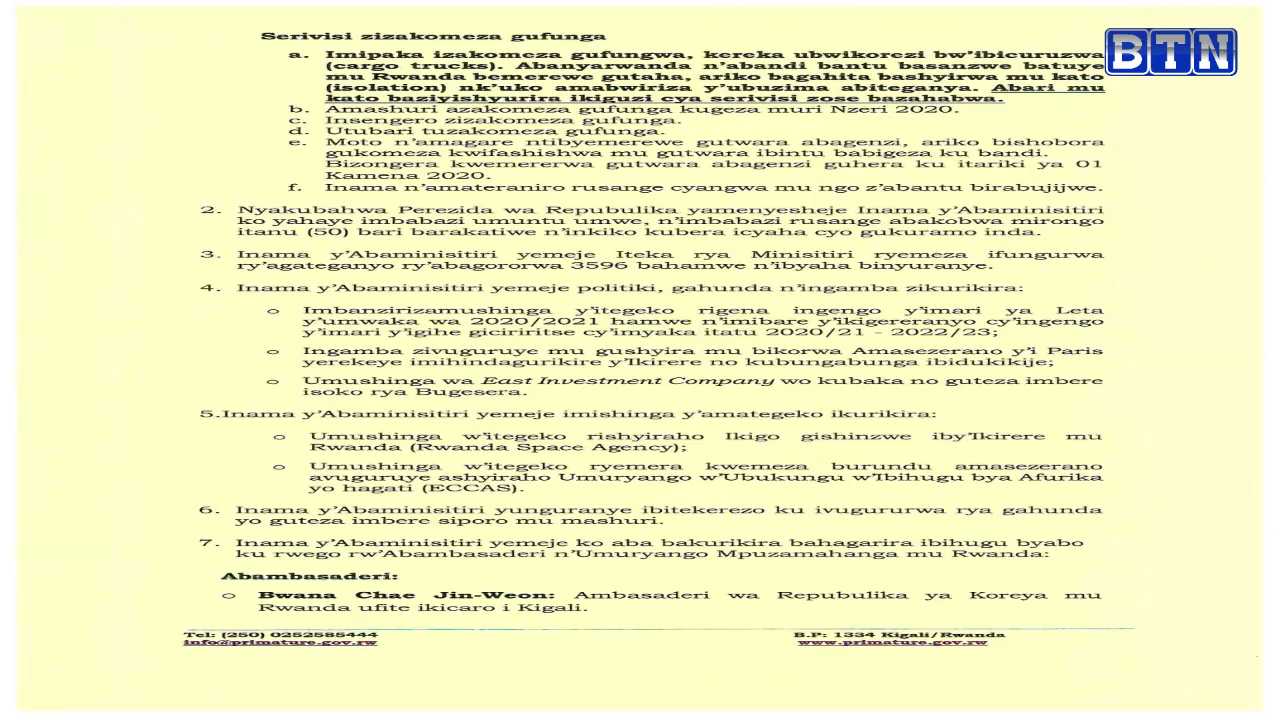 BTN
Serivisi zizakomeza gufunga
a. Imipaka izakomeza gufungwa, kereka ubwikorezi bw'ibicuruzwa
(cargo trucks). Abanyarwanda n'abandi bantu basanzwe batuye
mu Rwanda bemerewe gutaha, ariko bagahita bashyirwa mu kato
(isolation) nk'uko amabwiriza y'ubuzima abiteganya. Abari mu
kato baziyishyurira ikiguzi cya serivisi zose bazahabwa.
b. Amashuri azakomeza gufunga kugeza muri Nzeri 2020.
c. Insengero zizakomeza gufunga.
d. Utubari tuzakomeza gufunga.
e. Moto n'amagare ntibyemerewe gutwara abagenzi, ariko bishobora
gukomeza kwifashishwa mu gutwara ibintu babigeza ku bandi.
Bizongera kwemererwa gutwara abagenzi guhera ku itariki ya 01
Kamena 2020.
f. Inama n'amateraniro rusange cyangwa mu ngo z'abantu birabujijwe.
2. Nyakubahwa Perezida wa Repubulika yamenyesheje Inama y'Abaminisitiri
ko yahaye imbabazi umuntu umwe, n'imbabazi rusange abakobwa mirongo
itanu (50) bari barakatiwe n'inkiko kubera icyaha cyo gukuramo inda.
3. Inama y'Abaminisitiri yemeje Iteka rya Minisitiri ryemeza ifungurwa
ry'agateganyo ry'abagororwa 3596 bahamwe n'ibyaha binyuranye.
4. Inama y'Abaminisitiri yemeje politiki, gahunda n'ingamba zikurikira:
o Imbanzirizamushinga y'itegeko rigena ingengo y'imari ya Leta
y'umwaka wa 2020/2021 hamwe n'imibare y'ikigereranyo cy'ingengo
y'imari y'igihe giciriritse cy'imyaka itatu 2020/21 - 2022/23;
o Ingamba zivuguruye mu gushyira mu bikorwa Amasezerano y'i Paris
yerekeye imihindagurikire y'Ikirere no kubungabunga ibidukikije;
o Umushinga wa East Investment Company wo kubaka no guteza imbere
isoko rya Bugesera.
5.Inama y'Abaminisitiri yemeje imishinga y'amategeko ikurikira:
o Umushinga w'itegeko rishyiraho Ikigo gishinzwe iby'Ikirere mu
Rwanda (Rwanda Space Agency);
o Umushinga w'itegeko ryemera kwemeza burundu amasezerano
avuguruye ashyiraho Umuryango w'Ubukungu w'Ibihugu bya Afurika
yo hagati (ECCAS).
6. Inama y'Abaminisitiri yunguranye ibitekerezo ku ivugururwa rya gahunda
yo guteza imbere siporo mu mashuri.
7. Inama y'Abaminisitiri yemeje ko aba bakurikira bahagarira ibihugu byabo
ku rwego rw'Abambasaderi n'Umuryango Mpuzamahanga mu Rwanda:
Abambasaderi:
o Bwana Chae Jin-Weon: Ambasaderi wa Repubulika ya Koreya mu
Rwanda ufite ikicaro i Kigali.
Tel: (250) 0252585444 B.P: 1334 Kigali/Rwanda
info@primature.gov.rw www.primature.gov.rw